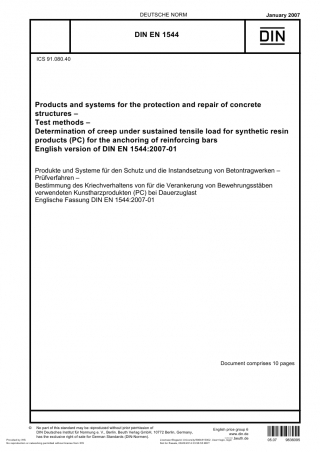 DEUTSCHE NORM
January 2007
DIN EN 1544
DIN
ICS 91.080.40
Products and systems for the protection and repair of concrete
structures –
Test methods –
Determination of creep under sustained tensile load for synthetic resin
products (PC) for the anchoring of reinforcing bars
English version of DIN EN 1544:2007-01
Produkte und Systeme für den Schutz und die Instandsetzung von Betontragwerken –
Prüfverfahren –
Bestimmung des Kriechverhaltens von für die Verankerung von Bewehrungsstäben
verwendeten Kunstharzprodukten (PC) bei Dauerzuglast
Englische Fassung DIN EN 1544:2007-01
Document comprises 10 pages
© No part of this standard may be reproduced without prior permission of
DIN Deutsches Institut für Normung e.V., Berlin. Beuth Verlag GmbH, 10772 Berlin, Germany,
has the exclusive right of sale for German Standards (DIN-Normen).
English price group 8
www.din.de
www.beuth.de